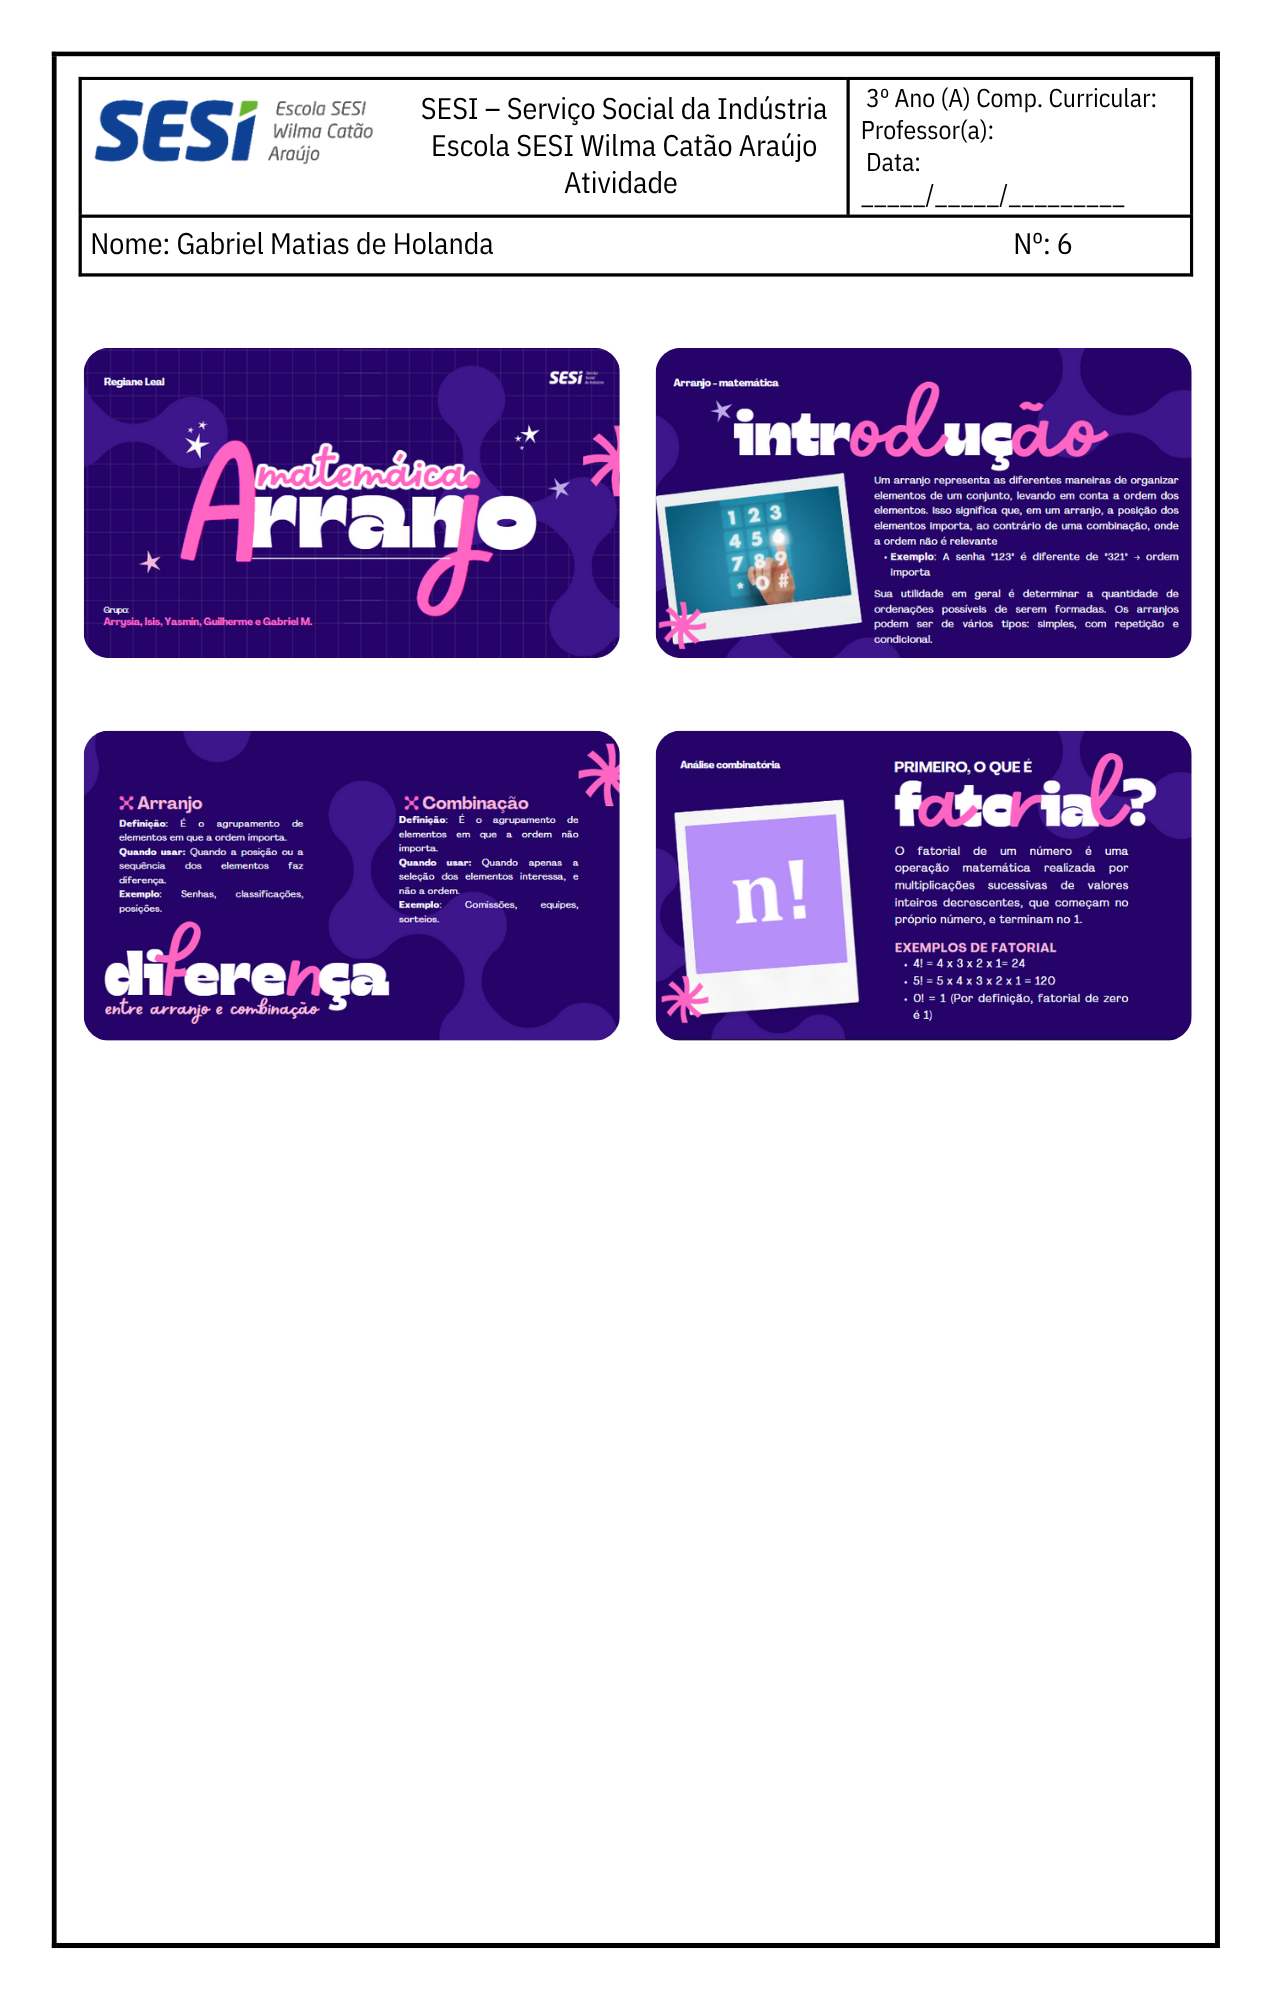 SESI
Escola SESI
Wilma Catão
Araújo
SESI – Serviço Social da Indústria
Escola SESI Wilma Catão Araújo
Atividade
3º Ano (A) Comp. Curricular:
Professor(a):
Data:
_____/_____/_________
Nome: Gabriel Matias de Holanda Nº: 6
Regiane Leal
SESI
matemáica
Arranjo
Grupo:
Arrysia, Isis, Yasmin, Guilherme e Gabriel M.
Arranjo - matemática
introdução
1 2 3
4 5 6
7 8 9
* 0 #
Um arranjo representa as diferentes maneiras de organizar
elementos de um conjunto, levando em conta a ordem dos
elementos. Isso significa que, em um arranjo, a posição dos
elementos importa, ao contrário de uma combinação, onde
a ordem não é relevante
• Exemplo: A senha "123" é diferente de "321" → ordem
importa
Sua utilidade em geral é determinar a quantidade de
ordenações possíveis de serem formadas. Os arranjos
podem ser de vários tipos: simples, com repetição e
condicional.
Arranjo
Definição: É o agrupamento de
elementos em que a ordem importa.
Quando usar: Quando a posição ou a
sequência dos elementos faz
diferença.
Exemplo: Senhas, classificações,
posições.
Combinação
Definição: É o agrupamento de
elementos em que a ordem não
importa.
Quando usar: Quando apenas a
seleção dos elementos interessa, e
não a ordem.
Exemplo: Comissões, equipes,
sorteios.
diferença
entre arranjo e combinação
Análise combinatória
n!
PRIMEIRO, O QUE É
fatorial?
O fatorial de um número é uma
operação matemática realizada por
multiplicações sucessivas de valores
inteiros decrescentes, que começam no
próprio número, e terminam no 1.
EXEMPLOS DE FATORIAL
• 4! = 4 x 3 x 2 x 1= 24
• 5! = 5 x 4 x 3 x 2 x 1 = 120
• 0! = 1 (Por definição, fatorial de zero
é 1)